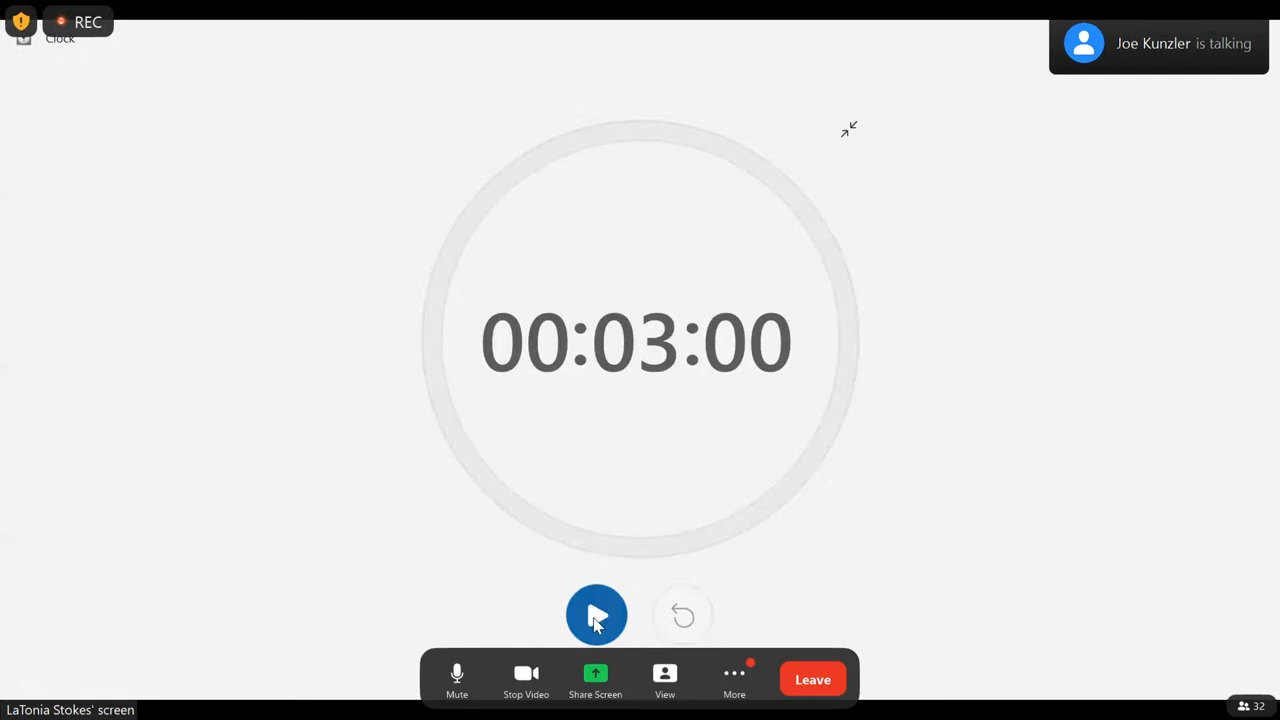 REC
Clock
Joe Kunzler is talking
00:03:00
Mute
Stop Video
Share Screen
View
More
Leave
LaTonia Stokes' screen
32